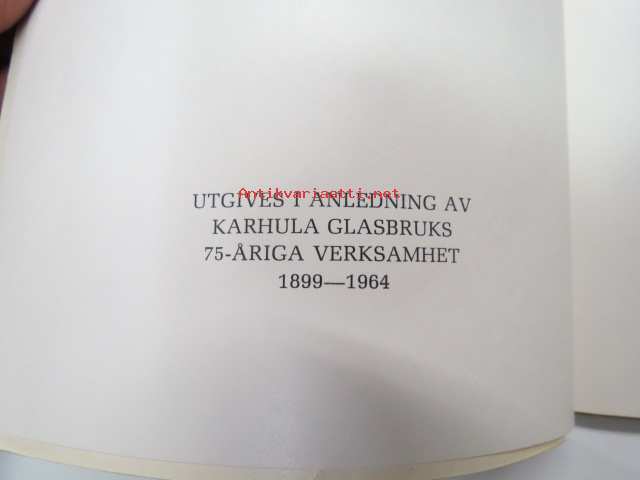 Antikvariaatti.net
UTGIVES I ANLEDNING AV
KARHULA GLASBRUKS
75-ÅRIGA VERKSAMHET
1899—1964